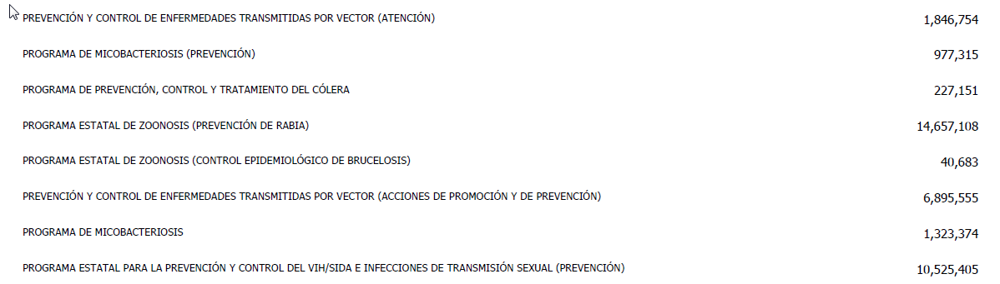 PREVENCIÓN Y CONTROL DE ENFERMEDADES TRANSMITIDAS POR VECTOR (ATENCIÓN) 1,846,754
PROGRAMA DE MICOBACTERIOSIS (PREVENCIÓN) 977,315
PROGRAMA DE PREVENCIÓN, CONTROL Y TRATAMIENTO DEL CÓLERA 227,151
PROGRAMA ESTATAL DE ZOONOSIS (PREVENCIÓN DE RABIA) 14,657,108
PROGRAMA ESTATAL DE ZOONOSIS (CONTROL EPIDEMIOLÓGICO DE BRUCELOSIS) 40,683
PREVENCIÓN Y CONTROL DE ENFERMEDADES TRANSMITIDAS POR VECTOR (ACCIONES DE PROMOCIÓN Y DE PREVENCIÓN) 6,895,555
PROGRAMA DE MICOBACTERIOSIS 1,323,374
PROGRAMA ESTATAL PARA LA PREVENCIÓN Y CONTROL DEL VIH/SIDA E INFECCIONES DE TRANSMISIÓN SEXUAL (PREVENCIÓN) 10,525,405